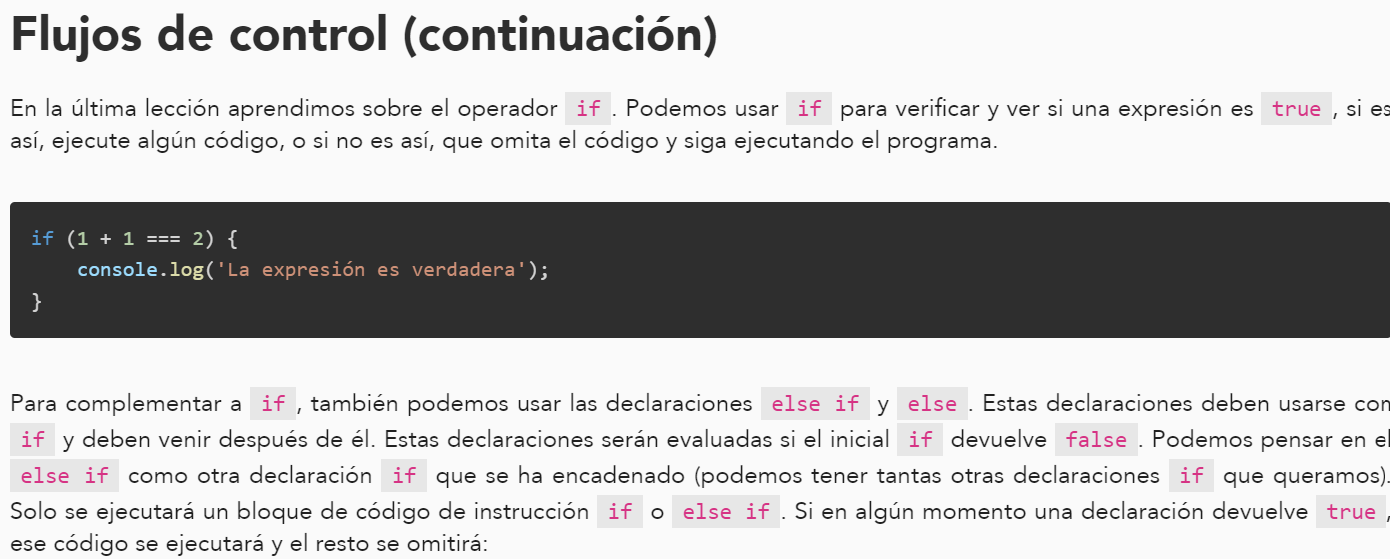 Flujos de control (continuación)
En la última lección aprendimos sobre el operador if. Podemos usar if para verificar y ver si una expresión es true, si es
así, ejecute algún código, o si no es así, que omita el código y siga ejecutando el programa.
if (1 + 1 === 2) {
    console.log('La expresión es verdadera');
}
Para complementar a if, también podemos usar las declaraciones else if y else. Estas declaraciones deben usarse con
if y deben venir después de él. Estas declaraciones serán evaluadas si el inicial if devuelve false. Podemos pensar en el
else if como otra declaración if que se ha encadenado (podemos tener tantas otras declaraciones if que queramos).
Solo se ejecutará un bloque de código de instrucción if o else if. Si en algún momento una declaración devuelve true,
ese código se ejecutará y el resto se omitirá: